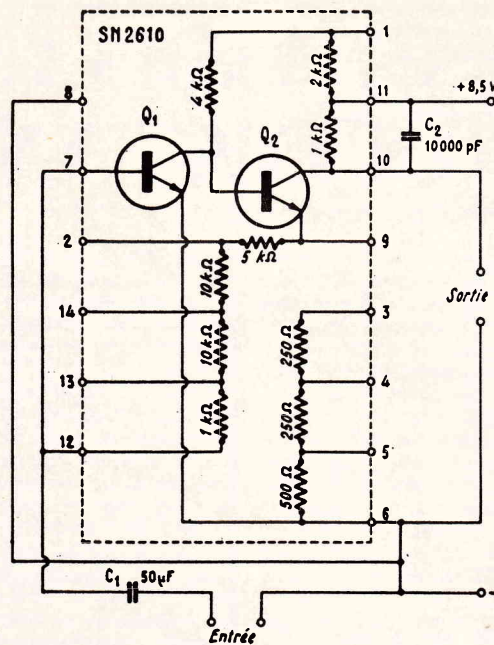 SN2610
1
8
4 kΩ
2 kΩ
11
+8,5 V
Q₁
Q₂
1 kΩ
C₂
10000 pF
7
10
2
5 kΩ
9
10 kΩ
Sortie
14
3
10 kΩ
250 Ω
13
4
1 kΩ
250 Ω
12
5
500 Ω
6
C₁ 50µF
-
Entrée